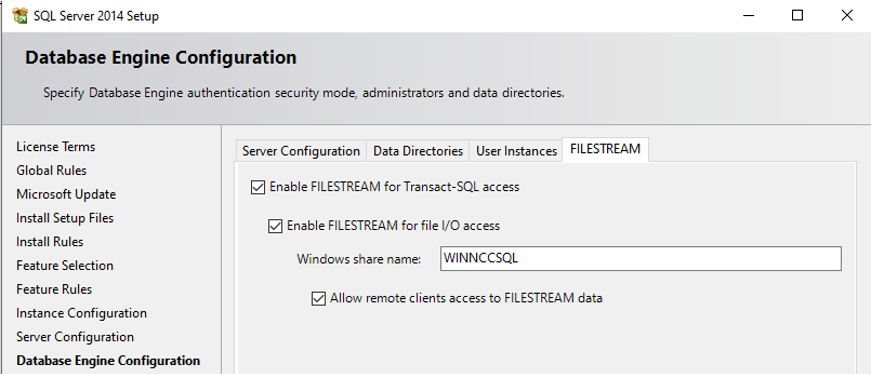 SQL Server 2014 Setup
Database Engine Configuration
Specify Database Engine authentication security mode, administrators and data directories.
License Terms
Global Rules
Microsoft Update
Install Setup Files
Install Rules
Feature Selection
Feature Rules
Instance Configuration
Server Configuration
Database Engine Configuration
Server Configuration Data Directories User Instances FILESTREAM
Enable FILESTREAM for Transact-SQL access
Enable FILESTREAM for file I/O access
Windows share name: WINNCCSQL
Allow remote clients access to FILESTREAM data